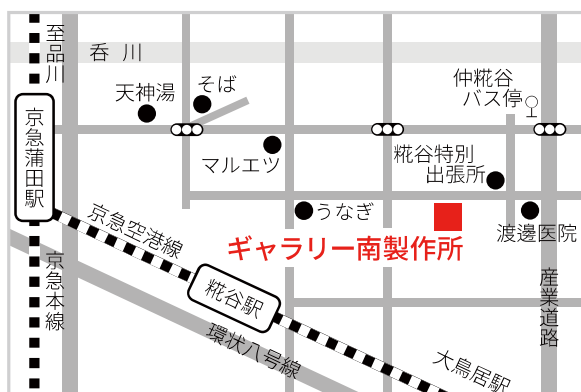 至品川
呑川
天神湯
そば
仲糀谷
バス停
京急蒲田駅
マルエツ
糀谷特別
出張所
京急空港線
うなぎ
渡邊医院
ギャラリー南製作所
京急本線
糀谷駅
産業道路
環状八号線
大鳥居駅